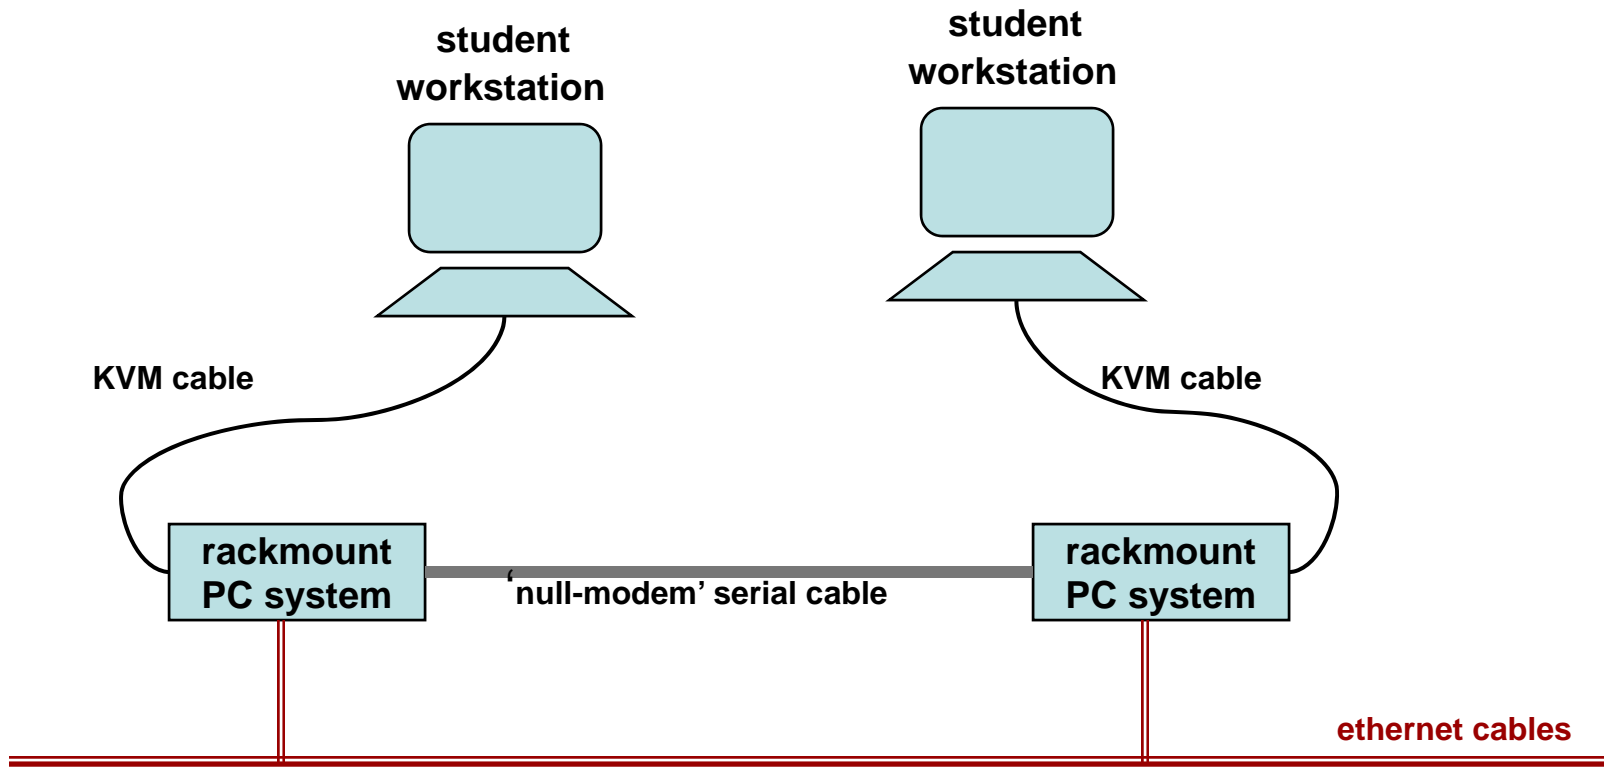 student
workstation
student
workstation
KVM cable
KVM cable
rackmount
PC system
‘null-modem’ serial cable
rackmount
PC system
ethernet cables